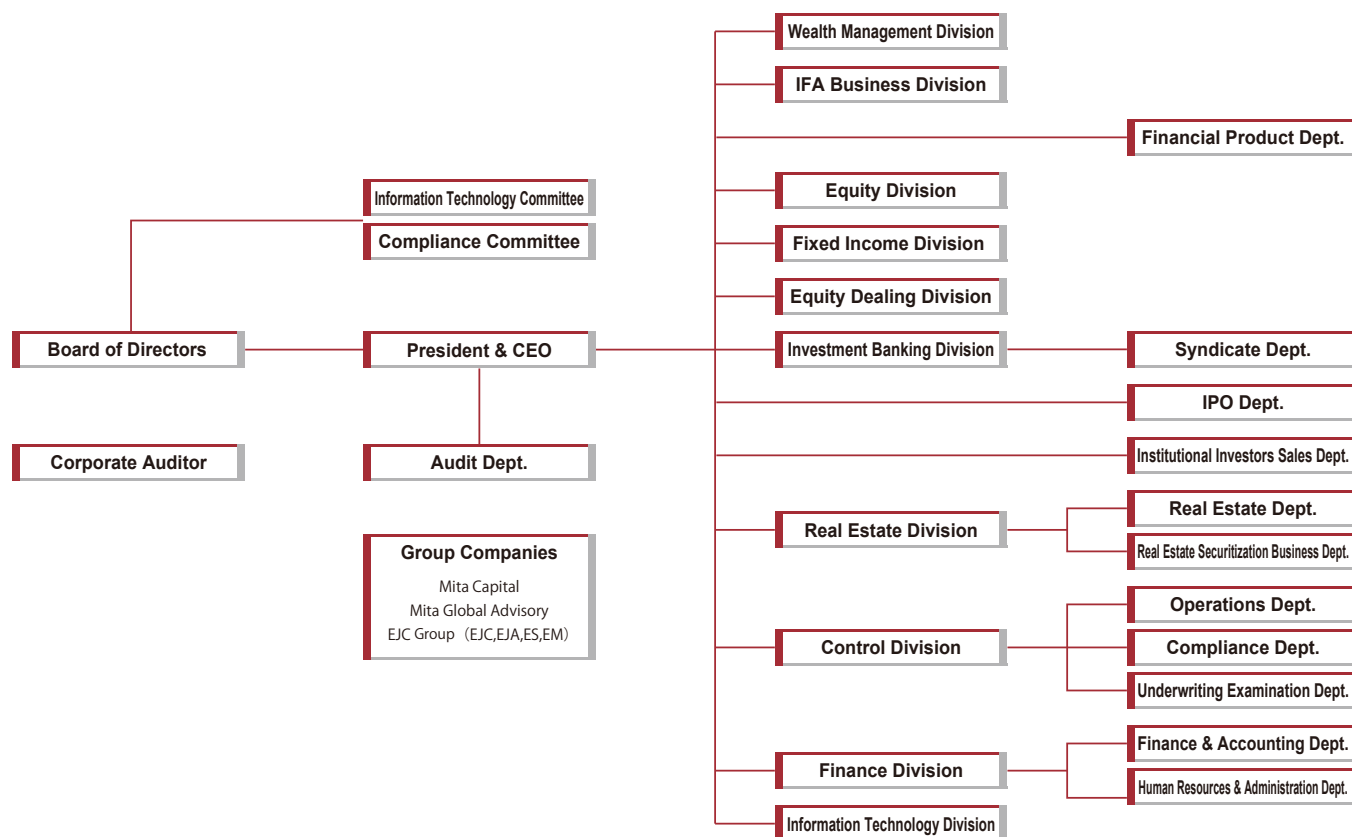 Wealth Management Division
IFA Business Division
Financial Product Dept.
Information Technology Committee
Equity Division
Compliance Committee
Fixed Income Division
Equity Dealing Division
Board of Directors
President & CEO
Investment Banking Division
Syndicate Dept.
IPO Dept.
Corporate Auditor
Audit Dept.
Institutional Investors Sales Dept.
Group Companies
Mita Capital
Mita Global Advisory
EJC Group（EJC,EJA,ES,EM）
Real Estate Division
Real Estate Dept.
Real Estate Securitization Business Dept.
Control Division
Operations Dept.
Compliance Dept.
Underwriting Examination Dept.
Finance Division
Finance & Accounting Dept.
Human Resources & Administration Dept.
Information Technology Division